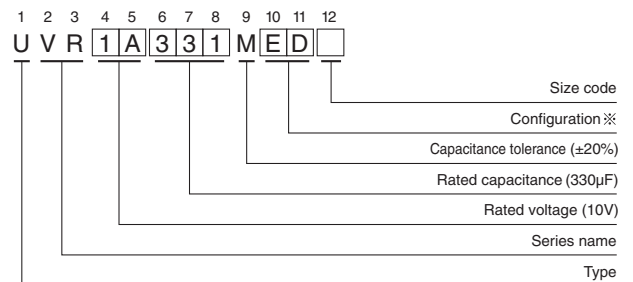 1 2 3 4 5 6 7 8 9 10 11 12
U V R 1 A 3 3 1 M E D
Size code
Configuration※
Capacitance tolerance (±20%)
Rated capacitance (330µF)
Rated voltage (10V)
Series name
Type